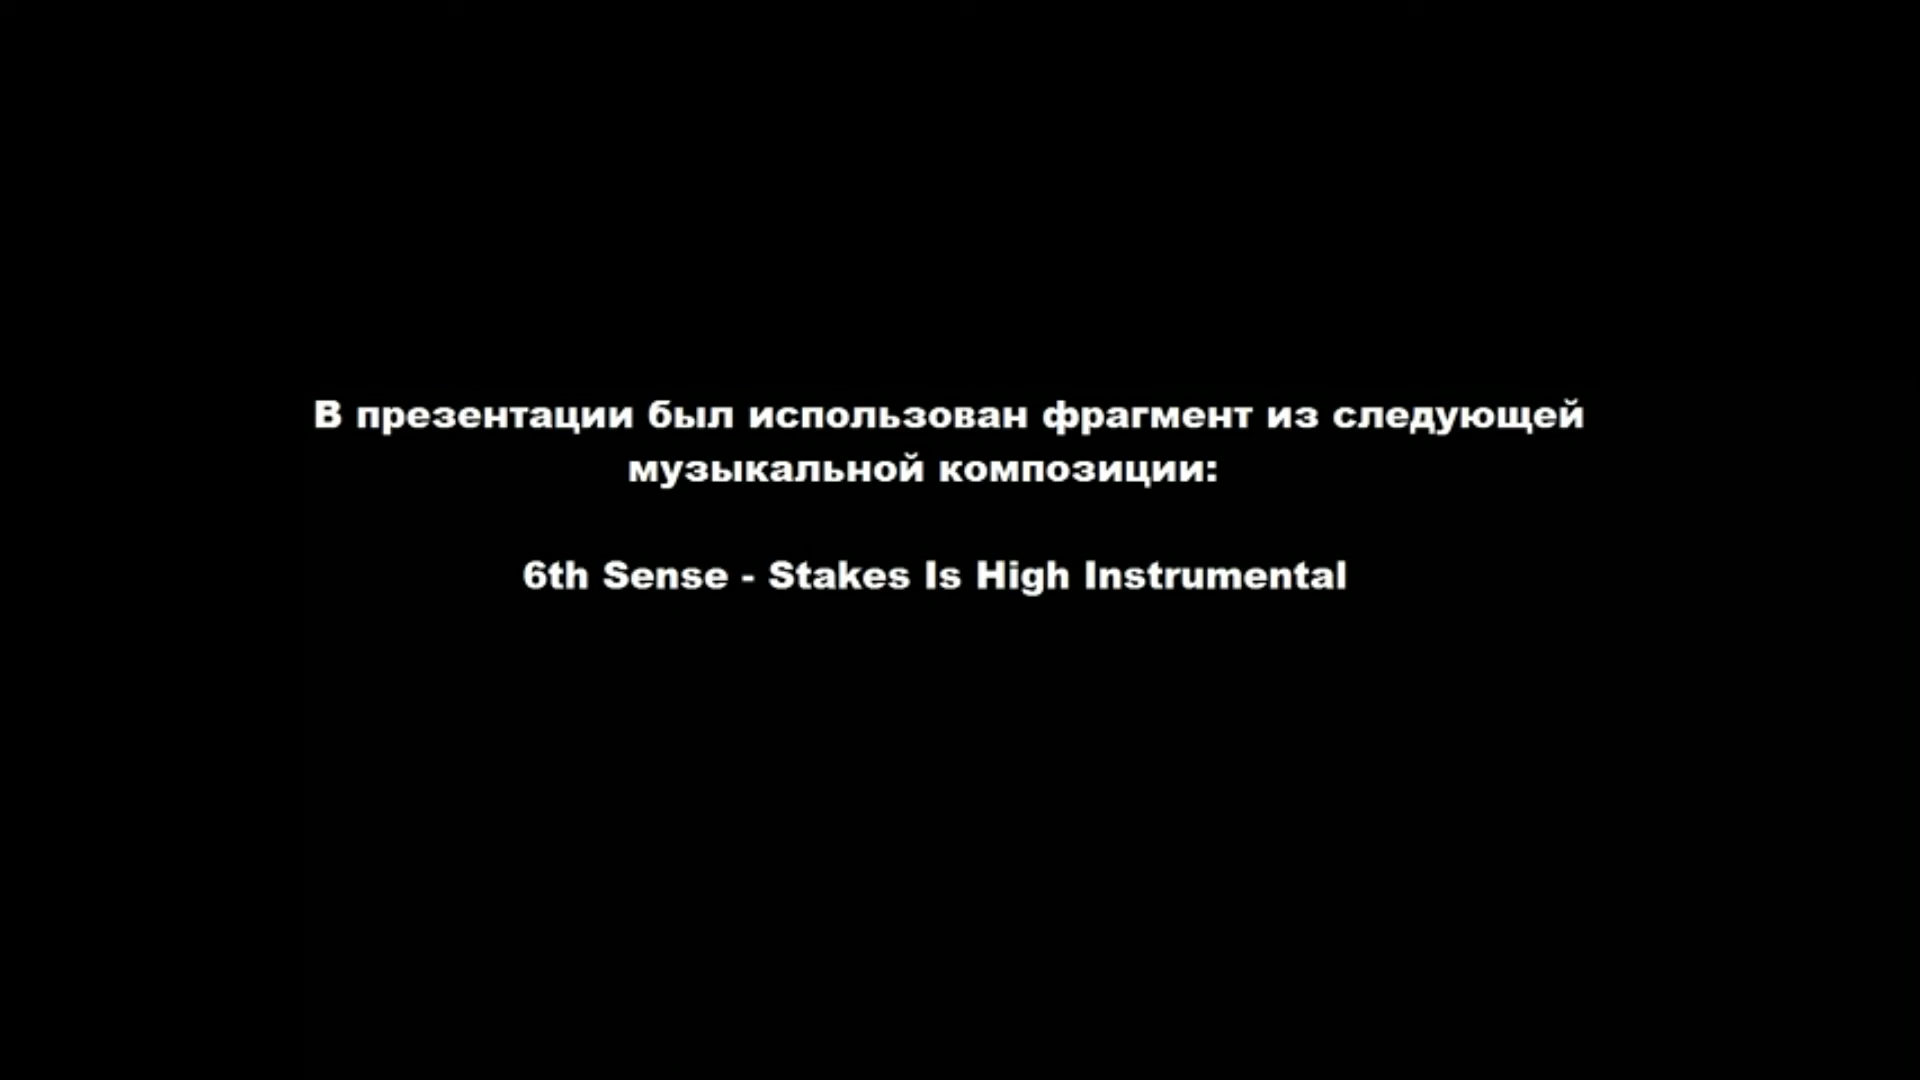 В презентации был использован фрагмент из следующей
музыкальной композиции:
6th Sense - Stakes Is High Instrumental